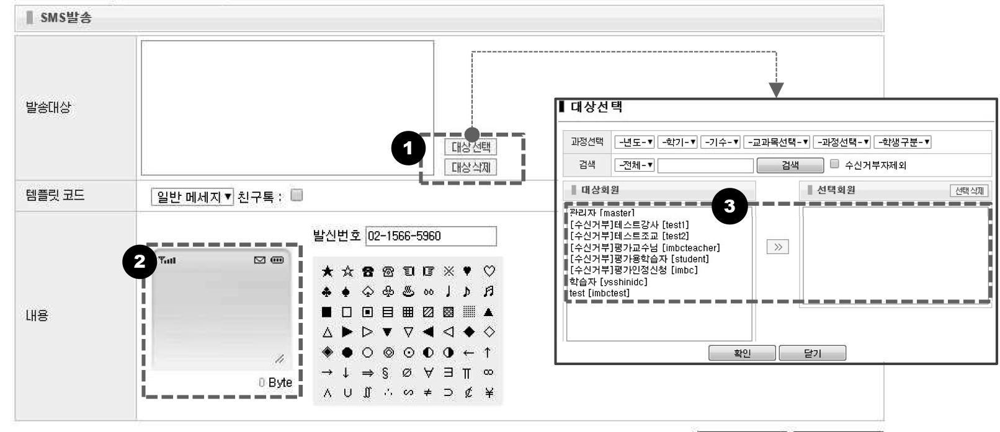 SMS발송
발송대상
1
대상선택
대상삭제
템플릿 코드
일반 메세지▼ 친구톡 :
내용
2
0 Byte
발신번호 02-1566-5960
★ ☆ ☎ ☏ ☜ ☞ ※ ♥ ♡
♣ ♠ ♤ ♧ ♨ ㏇ ♩ ♪ ♬
■ □ ▣ ▤ ▦ ▨ ▩ ▒ ▲
△ ▶ ▷ ▼ ▽ ◀ ◁ ◆ ◇
◈ ● ○ ◎ ⊙ ◐ ◑ ← ↑
→ ↓ ⇒ § Ø ∀ ∃ π ∞
∧ ∪ ∬ ∴ ∽ ≠ ⊃ ₡ ¥
대상선택
과정선택 -년도-▼ -학기-▼ -기수-▼ -교과목선택-▼ -과정선택-▼ -학생구분-▼
검색 -전체-▼ 검색 수신거부자제외
대상회원
선택회원 선택삭제
3
관리자 [master]
[수신거부]테스트강사 [test1]
[수신거부]테스트조교 [test2]
[수신거부]평가교수님 [imbcteacher]
[수신거부]평가용학습자 [student]
[수신거부]평가인정신청 [imbc]
학습자 [ysshinidc]
test [imbctest]
>>
확인 닫기